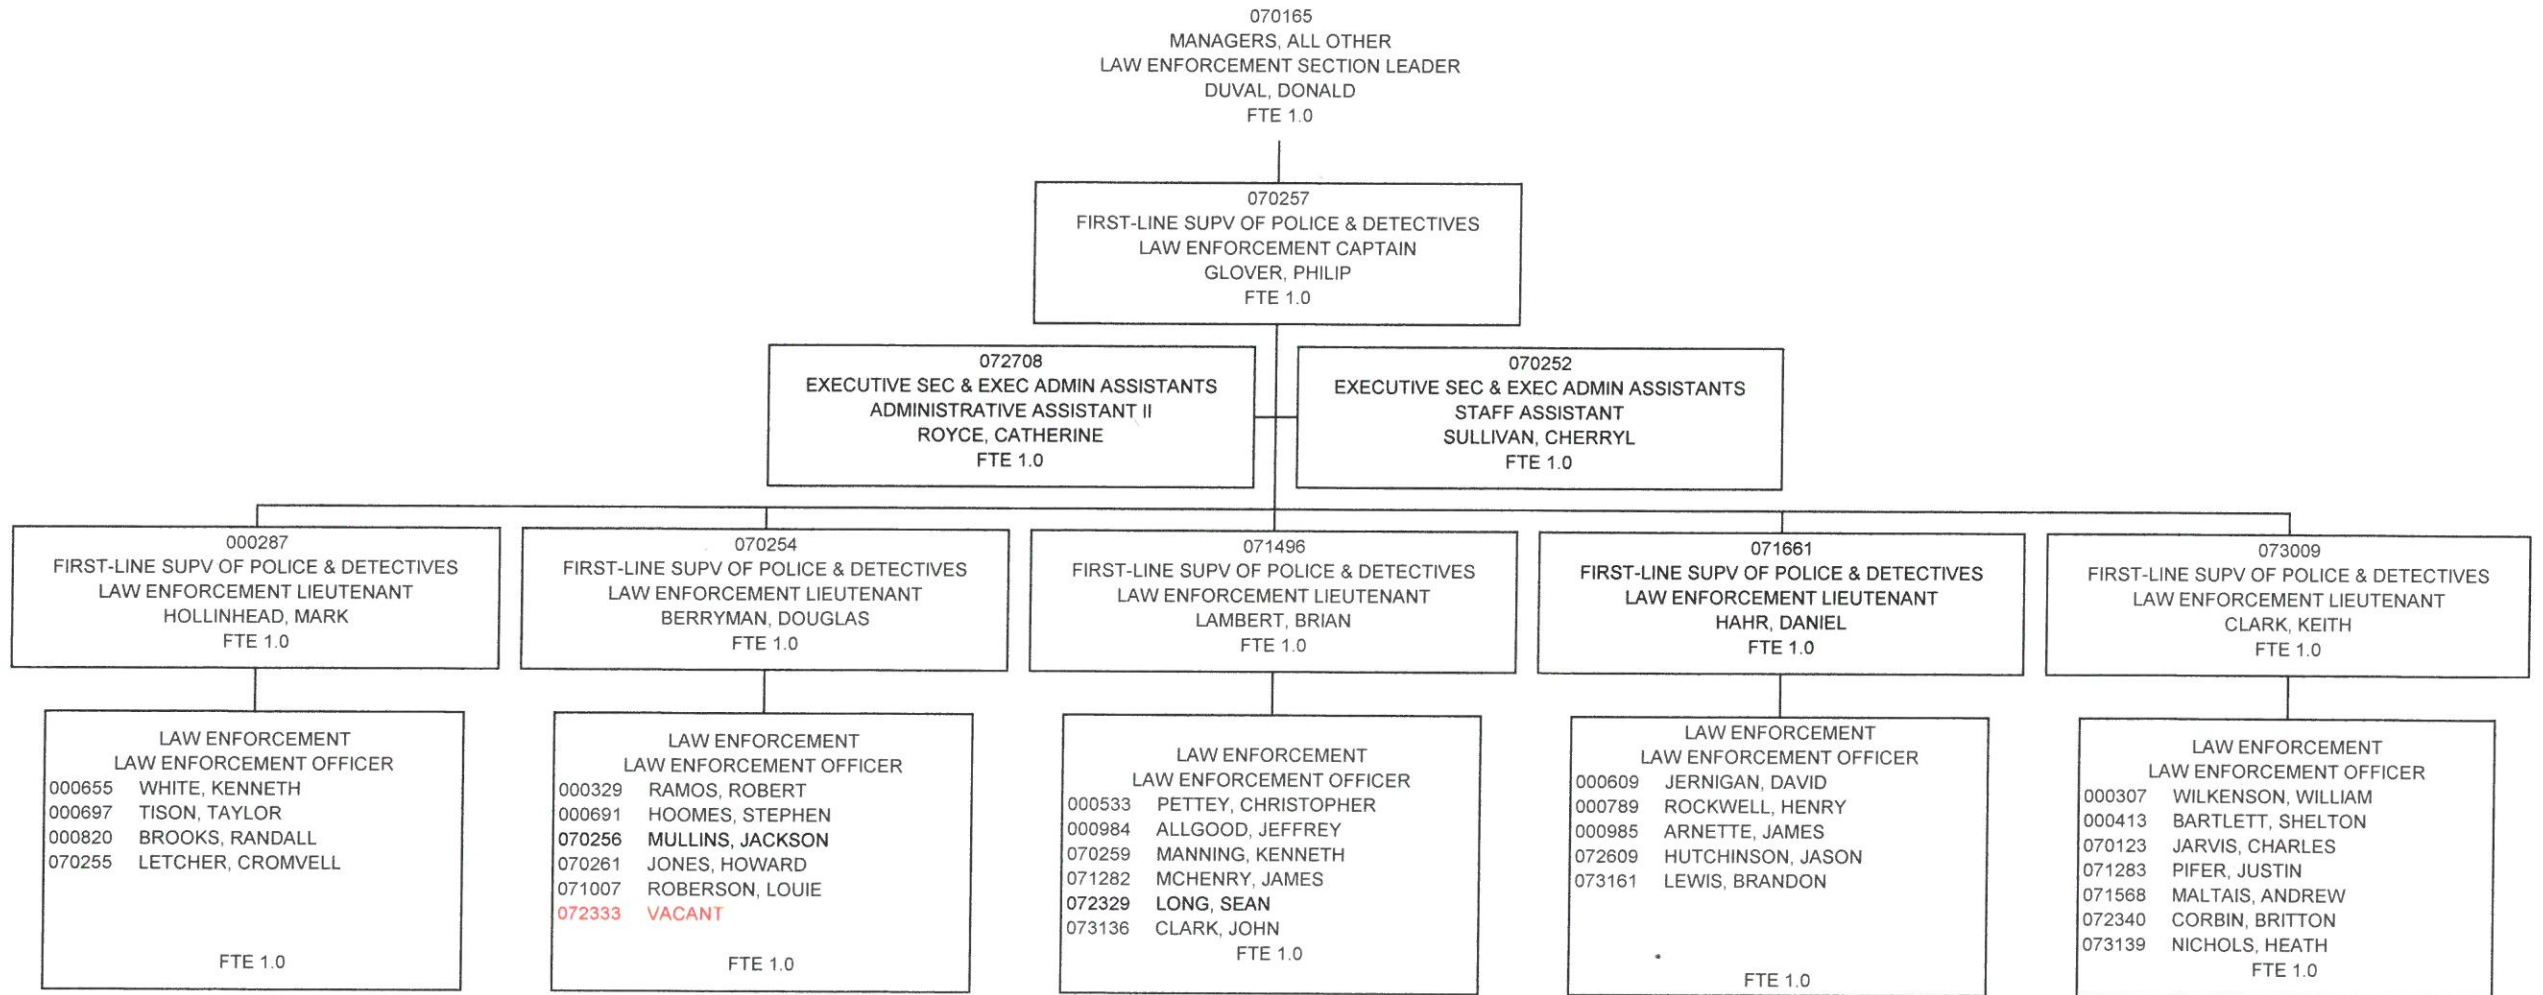 070165
MANAGERS, ALL OTHER
LAW ENFORCEMENT SECTION LEADER
DUVAL, DONALD
FTE 1.0
070257
FIRST-LINE SUPV OF POLICE & DETECTIVES
LAW ENFORCEMENT CAPTAIN
GLOVER, PHILIP
FTE 1.0
072708
EXECUTIVE SEC & EXEC ADMIN ASSISTANTS
ADMINISTRATIVE ASSISTANT II
ROYCE, CATHERINE
FTE 1.0
070252
EXECUTIVE SEC & EXEC ADMIN ASSISTANTS
STAFF ASSISTANT
SULLIVAN, CHERRYL
FTE 1.0
000287
FIRST-LINE SUPV OF POLICE & DETECTIVES
LAW ENFORCEMENT LIEUTENANT
HOLLINHEAD, MARK
FTE 1.0
070254
FIRST-LINE SUPV OF POLICE & DETECTIVES
LAW ENFORCEMENT LIEUTENANT
BERRYMAN, DOUGLAS
FTE 1.0
071496
FIRST-LINE SUPV OF POLICE & DETECTIVES
LAW ENFORCEMENT LIEUTENANT
LAMBERT, BRIAN
FTE 1.0
071661
FIRST-LINE SUPV OF POLICE & DETECTIVES
LAW ENFORCEMENT LIEUTENANT
HAHR, DANIEL
FTE 1.0
073009
FIRST-LINE SUPV OF POLICE & DETECTIVES
LAW ENFORCEMENT LIEUTENANT
CLARK, KEITH
FTE 1.0
LAW ENFORCEMENT
LAW ENFORCEMENT OFFICER
000655 WHITE, KENNETH
000697 TISON, TAYLOR
000820 BROOKS, RANDALL
070255 LETCHER, CROMVELL
FTE 1.0
LAW ENFORCEMENT
LAW ENFORCEMENT OFFICER
000329 RAMOS, ROBERT
000691 HOOMES, STEPHEN
070256 MULLINS, JACKSON
070261 JONES, HOWARD
071007 ROBERSON, LOUIE
072333 VACANT
FTE 1.0
LAW ENFORCEMENT
LAW ENFORCEMENT OFFICER
000533 PETTEY, CHRISTOPHER
000984 ALLGOOD, JEFFREY
070259 MANNING, KENNETH
071282 MCHENRY, JAMES
072329 LONG, SEAN
073136 CLARK, JOHN
FTE 1.0
LAW ENFORCEMENT
LAW ENFORCEMENT OFFICER
000609 JERNIGAN, DAVID
000789 ROCKWELL, HENRY
000985 ARNETTE, JAMES
072609 HUTCHINSON, JASON
073161 LEWIS, BRANDON
FTE 1.0
LAW ENFORCEMENT
LAW ENFORCEMENT OFFICER
000307 WILKENSON, WILLIAM
000413 BARTLETT, SHELTON
070123 JARVIS, CHARLES
071283 PIFER, JUSTIN
071568 MALTAIS, ANDREW
072340 CORBIN, BRITTON
073139 NICHOLS, HEATH
FTE 1.0